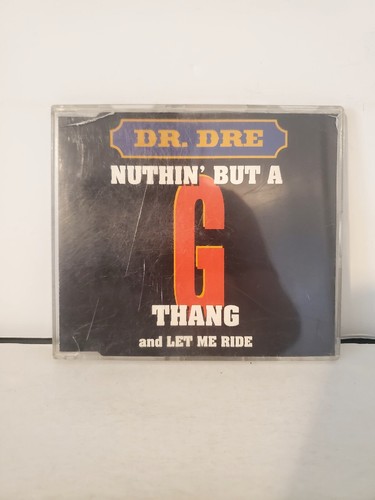 DR. DRE
NUTHIN' BUT A
G
THANG
and LET ME RIDE